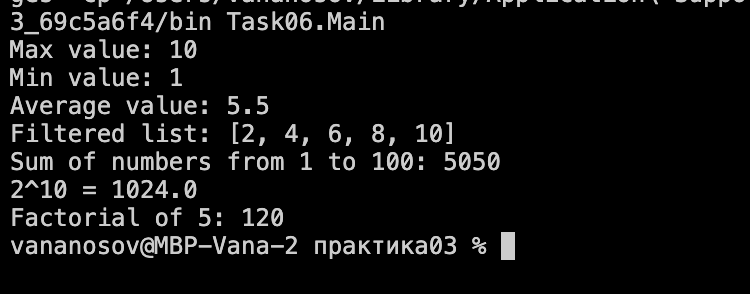 3_69c5a6f4/bin Task06.Main
Max value: 10
Min value: 1
Average value: 5.5
Filtered list: [2, 4, 6, 8, 10]
Sum of numbers from 1 to 100: 5050
2^10 = 1024.0
Factorial of 5: 120
vananosov@MBP-Vana-2 практика03 %